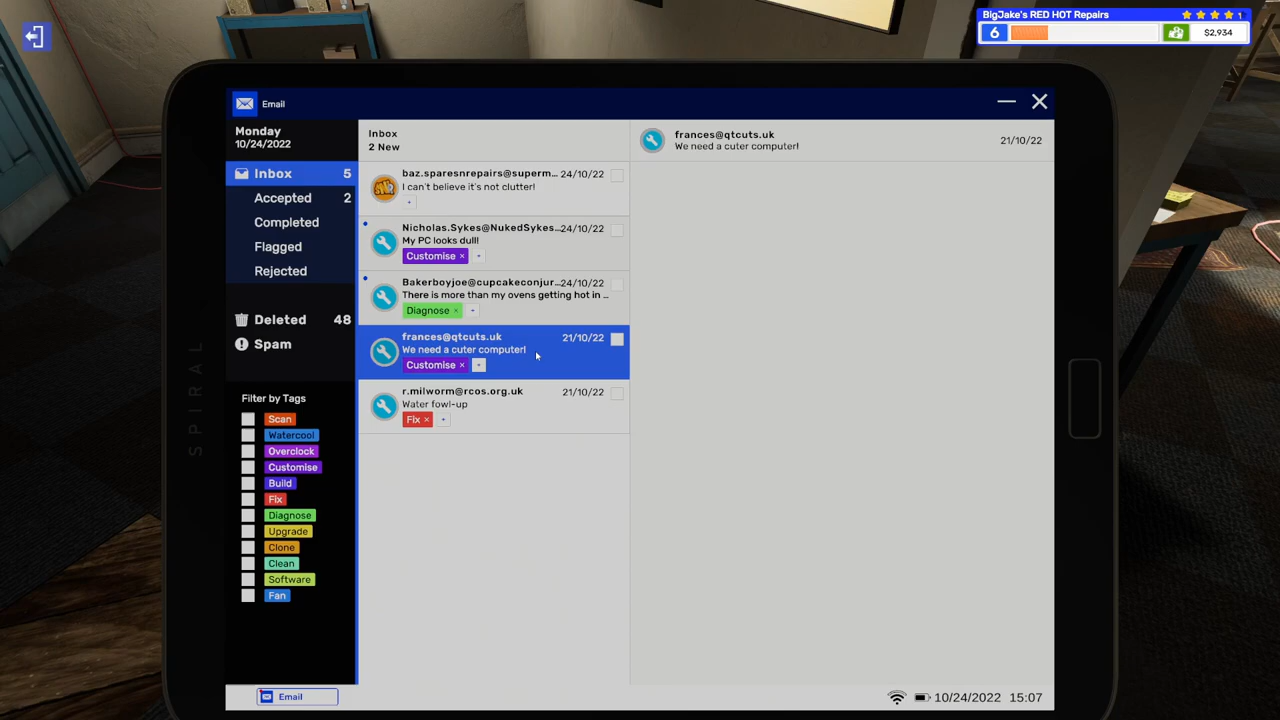 BigJake's RED HOT Repairs
1
6
$2,934
Email
Monday
10/24/2022
Inbox 5
Accepted 2
Completed
Flagged
Rejected
Deleted 48
Spam
Filter by Tags
Scan
Watercool
Overclock
Customise
Build
Fix
Diagnose
Upgrade
Clone
Clean
Software
Fan
Inbox
2 New
baz.sparesnrepairs@superm... 24/10/22
I can't believe it's not clutter!
+
Nicholas.Sykes@NukedSykes... 24/10/22
My PC looks dull!
Customise × +
Bakerboyjoe@cupcakeconjur... 24/10/22
There is more than my ovens getting hot in ...
Diagnose × +
frances@qtcuts.uk 21/10/22
We need a cuter computer!
Customise × +
r.milworm@rcos.org.uk 21/10/22
Water fowl-up
Fix × +
frances@qtcuts.uk 21/10/22
We need a cuter computer!
SPIRAL
Email
10/24/2022 15:07